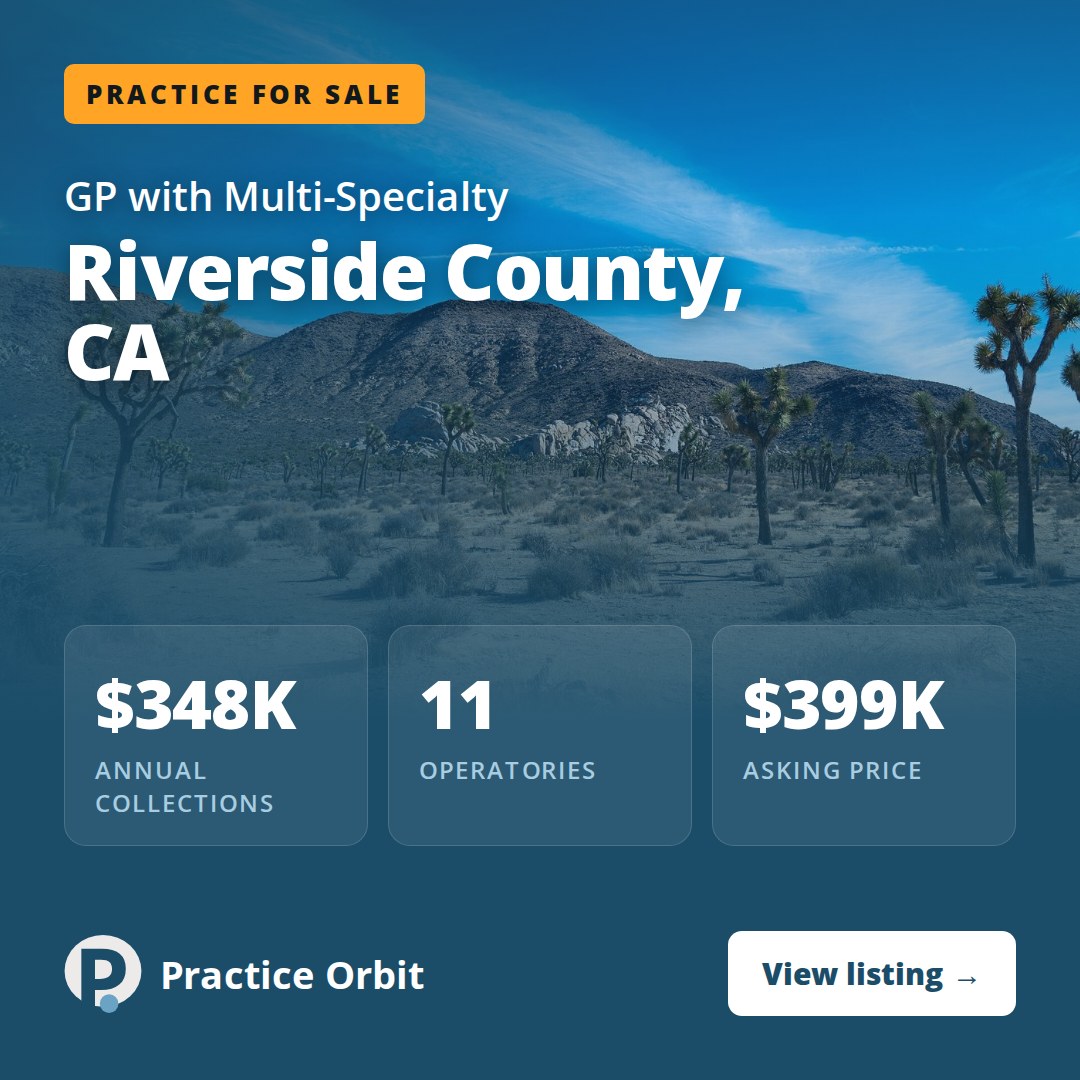 PRACTICE FOR SALE
GP with Multi-Specialty
Riverside County,
CA
$348K
ANNUAL
COLLECTIONS
11
OPERATORIES
$399K
ASKING PRICE
P
Practice Orbit
View listing →